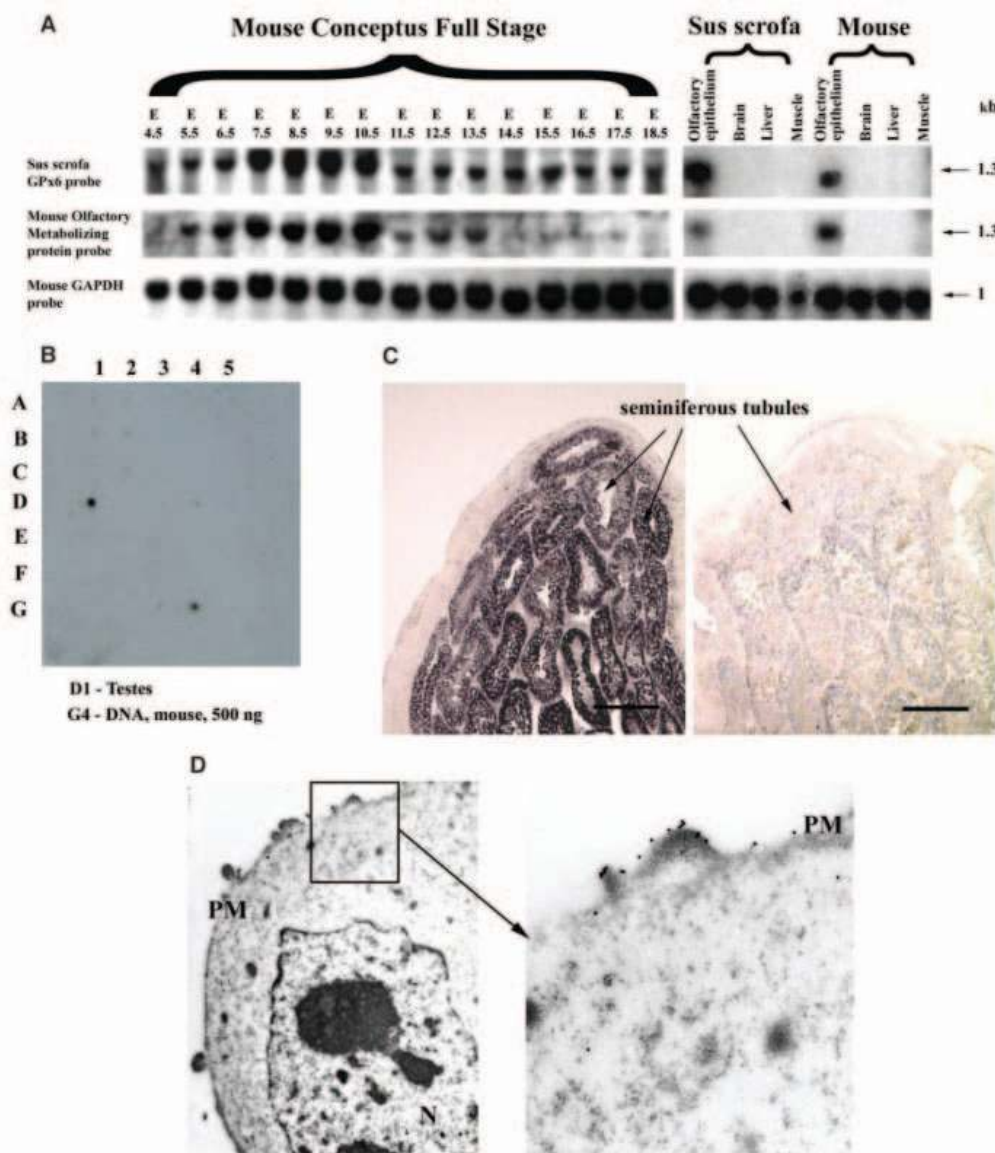 A
Mouse Conceptus Full Stage
Sus scrofa
Mouse
Olfactory epithelium
Brain
Liver
Muscle
Olfactory epithelium
Brain
Liver
Muscle
kb
E E E E E E E E E E E E E E E
4.5 5.5 6.5 7.5 8.5 9.5 10.5 11.5 12.5 13.5 14.5 15.5 16.5 17.5 18.5
Sus scrofa
GPx6 probe
1.3
Mouse Olfactory
Metabolizing
protein probe
1.3
Mouse GAPDH
probe
1
B
1 2 3 4 5
A
B
C
D
E
F
G
D1 - Testes
G4 - DNA, mouse, 500 ng
C
seminiferous tubules
D
PM
N
PM